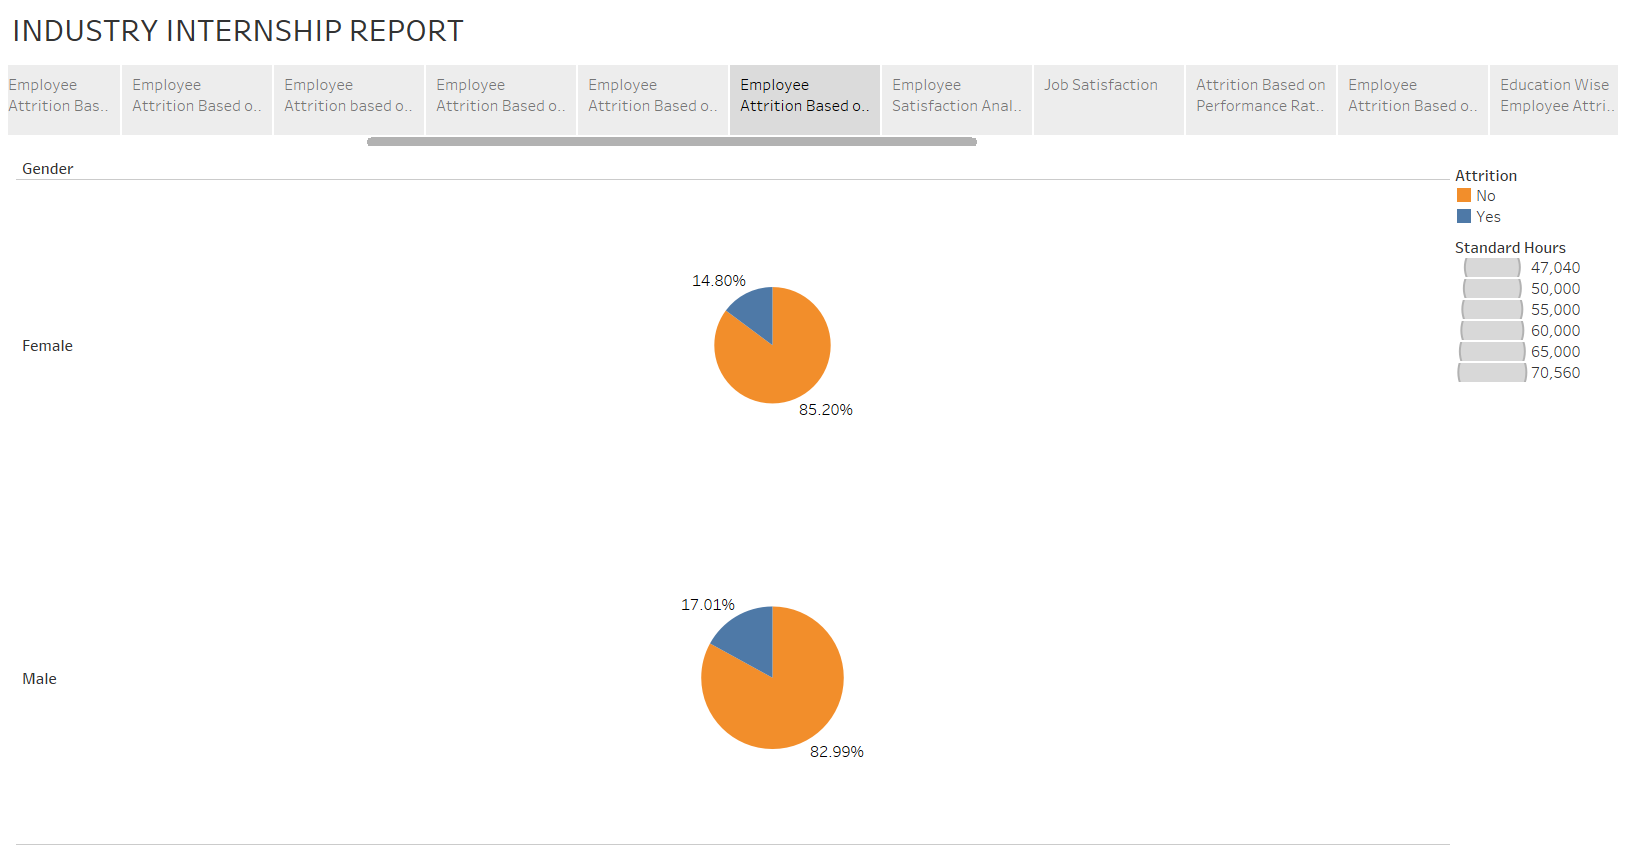 INDUSTRY INTERNSHIP REPORT
Employee
Attrition Bas..
Employee
Attrition Based o..
Employee
Attrition based o..
Employee
Attrition Based o..
Employee
Attrition Based o..
Employee
Attrition Based o..
Employee
Satisfaction Anal..
Job Satisfaction
Attrition Based on
Performance Rat..
Employee
Attrition Based o..
Education Wise
Employee Attri..
Gender
Female
14.80%
85.20%
Male
17.01%
82.99%
Attrition
No
Yes
Standard Hours
47,040
50,000
55,000
60,000
65,000
70,560